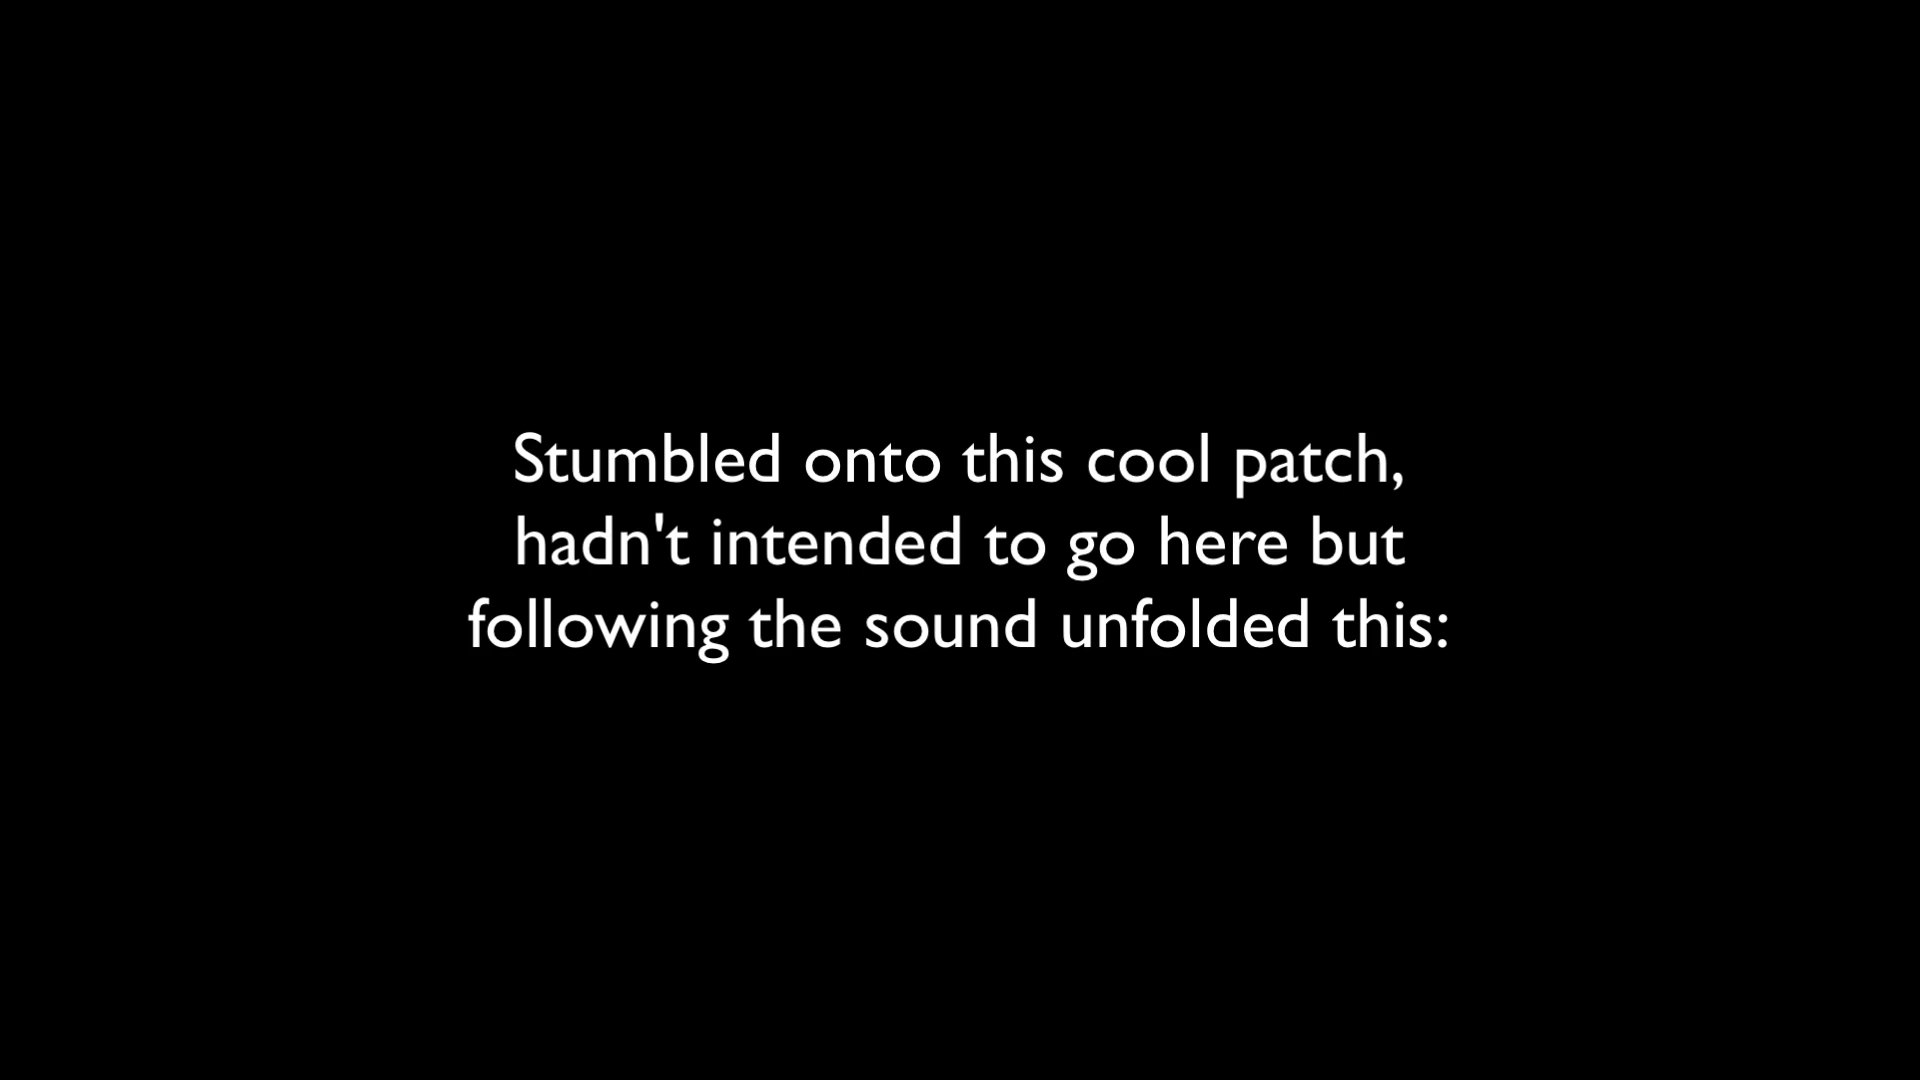 Stumbled onto this cool patch,
hadn't intended to go here but
following the sound unfolded this: